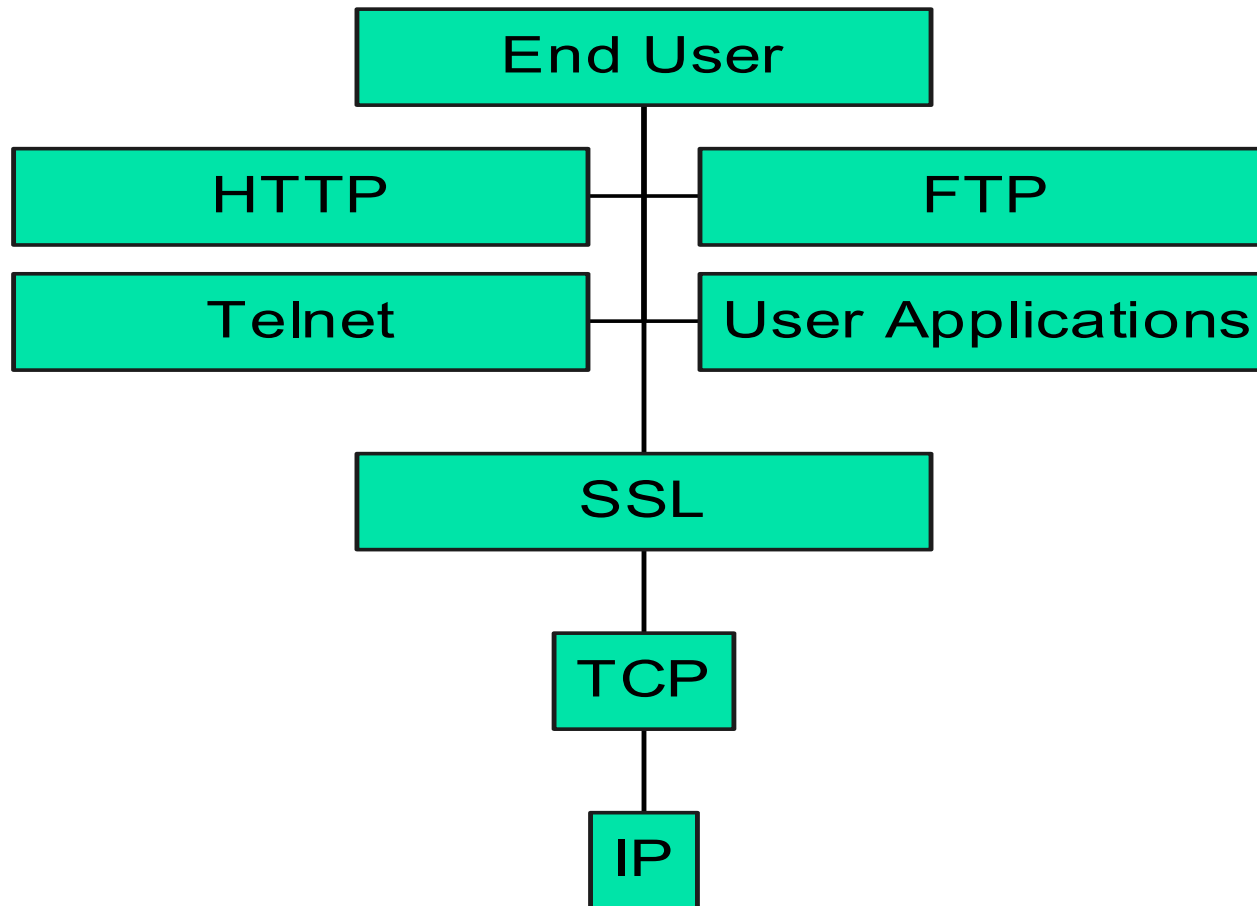 End User
HTTP
FTP
Telnet
User Applications
SSL
TCP
IP